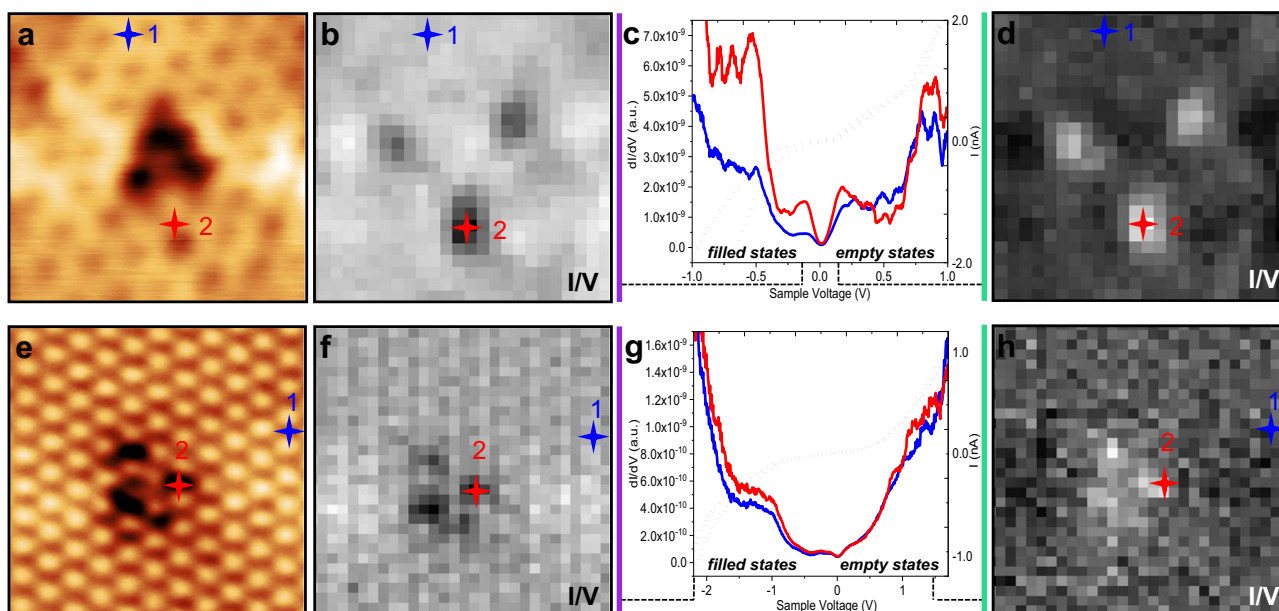 a
1
2
b
1
2
I/V
c
dI/dV (a.u.)
7.0x10⁻⁹
6.0x10⁻⁹
5.0x10⁻⁹
4.0x10⁻⁹
3.0x10⁻⁹
2.0x10⁻⁹
1.0x10⁻⁹
0.0
2.0
1.0
0.0
-1.0
-2.0
I (nA)
filled states
empty states
-1.0 -0.5 0.0 0.5 1.0
Sample Voltage (V)
d
1
2
I/V
e
1
2
f
1
2
I/V
g
dI/dV (a.u.)
1.6x10⁻⁹
1.4x10⁻⁹
1.2x10⁻⁹
1.0x10⁻⁹
8.0x10⁻¹⁰
6.0x10⁻¹⁰
4.0x10⁻¹⁰
2.0x10⁻¹⁰
0.0
1.0
0.0
-1.0
I (nA)
filled states
empty states
-2 -1 0 1
Sample Voltage (V)
h
1
2
I/V